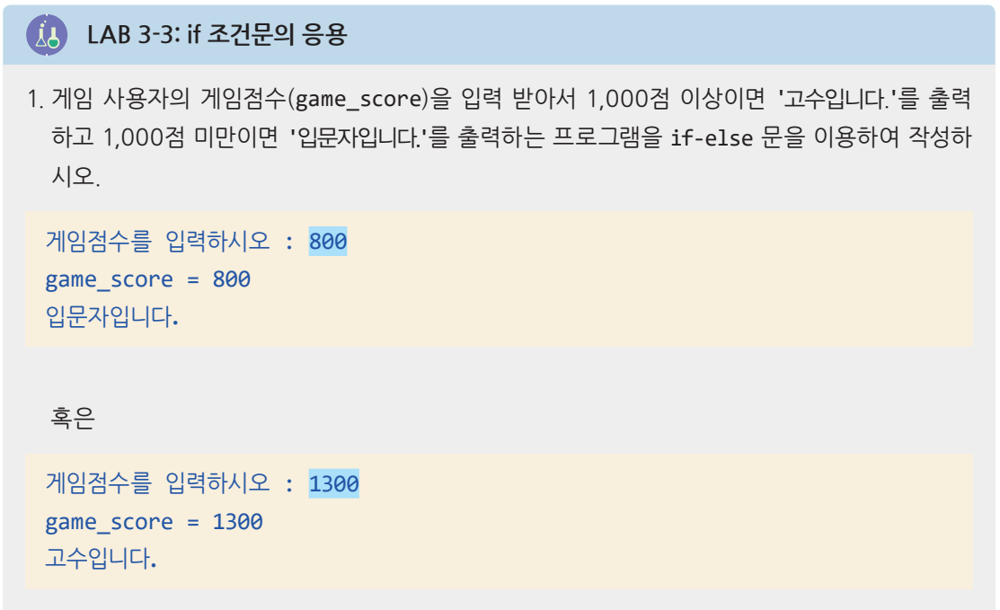 LAB 3-3: if 조건문의 응용
1. 게임 사용자의 게임점수(game_score)을 입력 받아서 1,000점 이상이면 '고수입니다.'를 출력
하고 1,000점 미만이면 '입문자입니다.'를 출력하는 프로그램을 if-else 문을 이용하여 작성하
시오.
게임점수를 입력하시오 : 800
game_score = 800
입문자입니다.
혹은
게임점수를 입력하시오 : 1300
game_score = 1300
고수입니다.